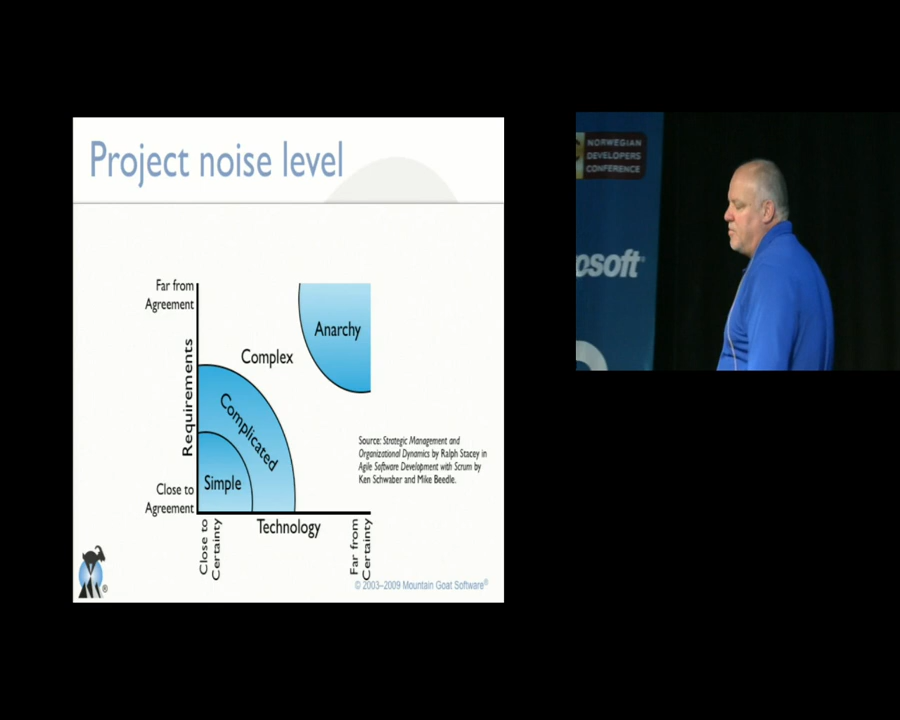 Project noise level
Far from
Agreement
Requirements
Close to
Agreement
Anarchy
Complex
Complicated
Simple
Source: Strategic Management and
Organizational Dynamics by Ralph Stacey in
Agile Software Development with Scrum by
Ken Schwaber and Mike Beedle.
Close to
Certainty
Technology
Far from
Certainty
© 2003–2009 Mountain Goat Software®
®
NORWEGIAN
DEVELOPERS
CONFERENCE
osoft